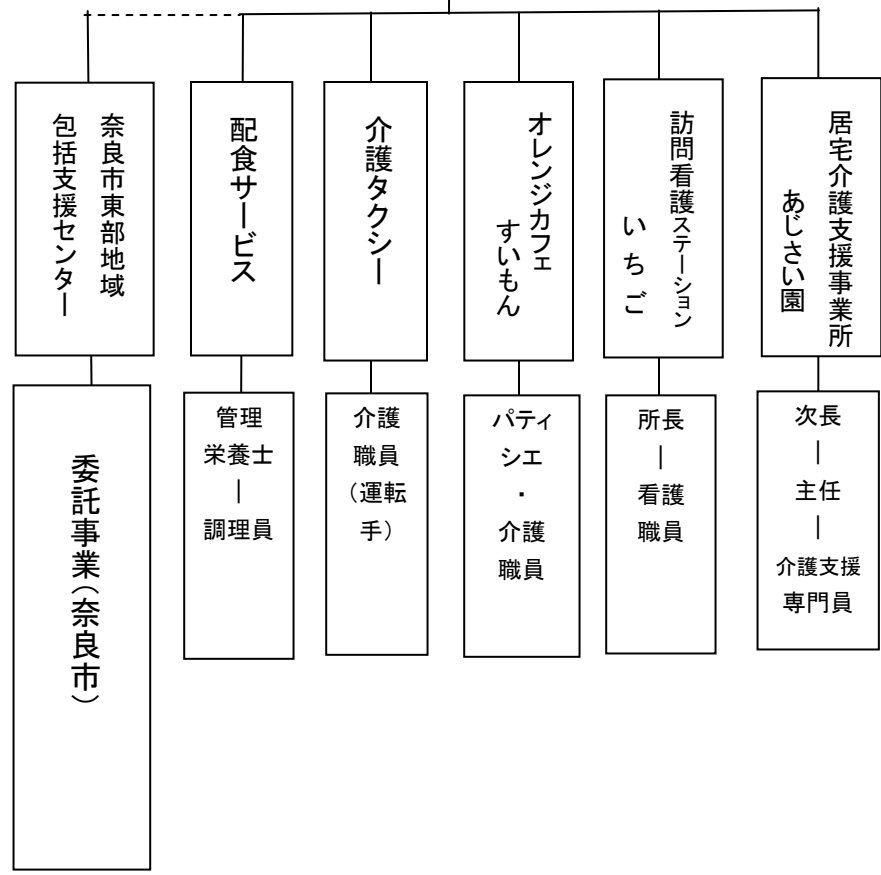 居宅介護支援事業所
あじさい園
訪問看護ステーション
いちご
オレンジカフェ
すいもん
介護タクシー
配食サービス
奈良市東部地域
包括支援センター
次長
|
主任
|
介護支援
専門員
所長
|
看護
職員
パティ
シエ
・
介護
職員
介護
職員
（運転
手）
管理
栄養士
|
調理員
委託事業（奈良市）